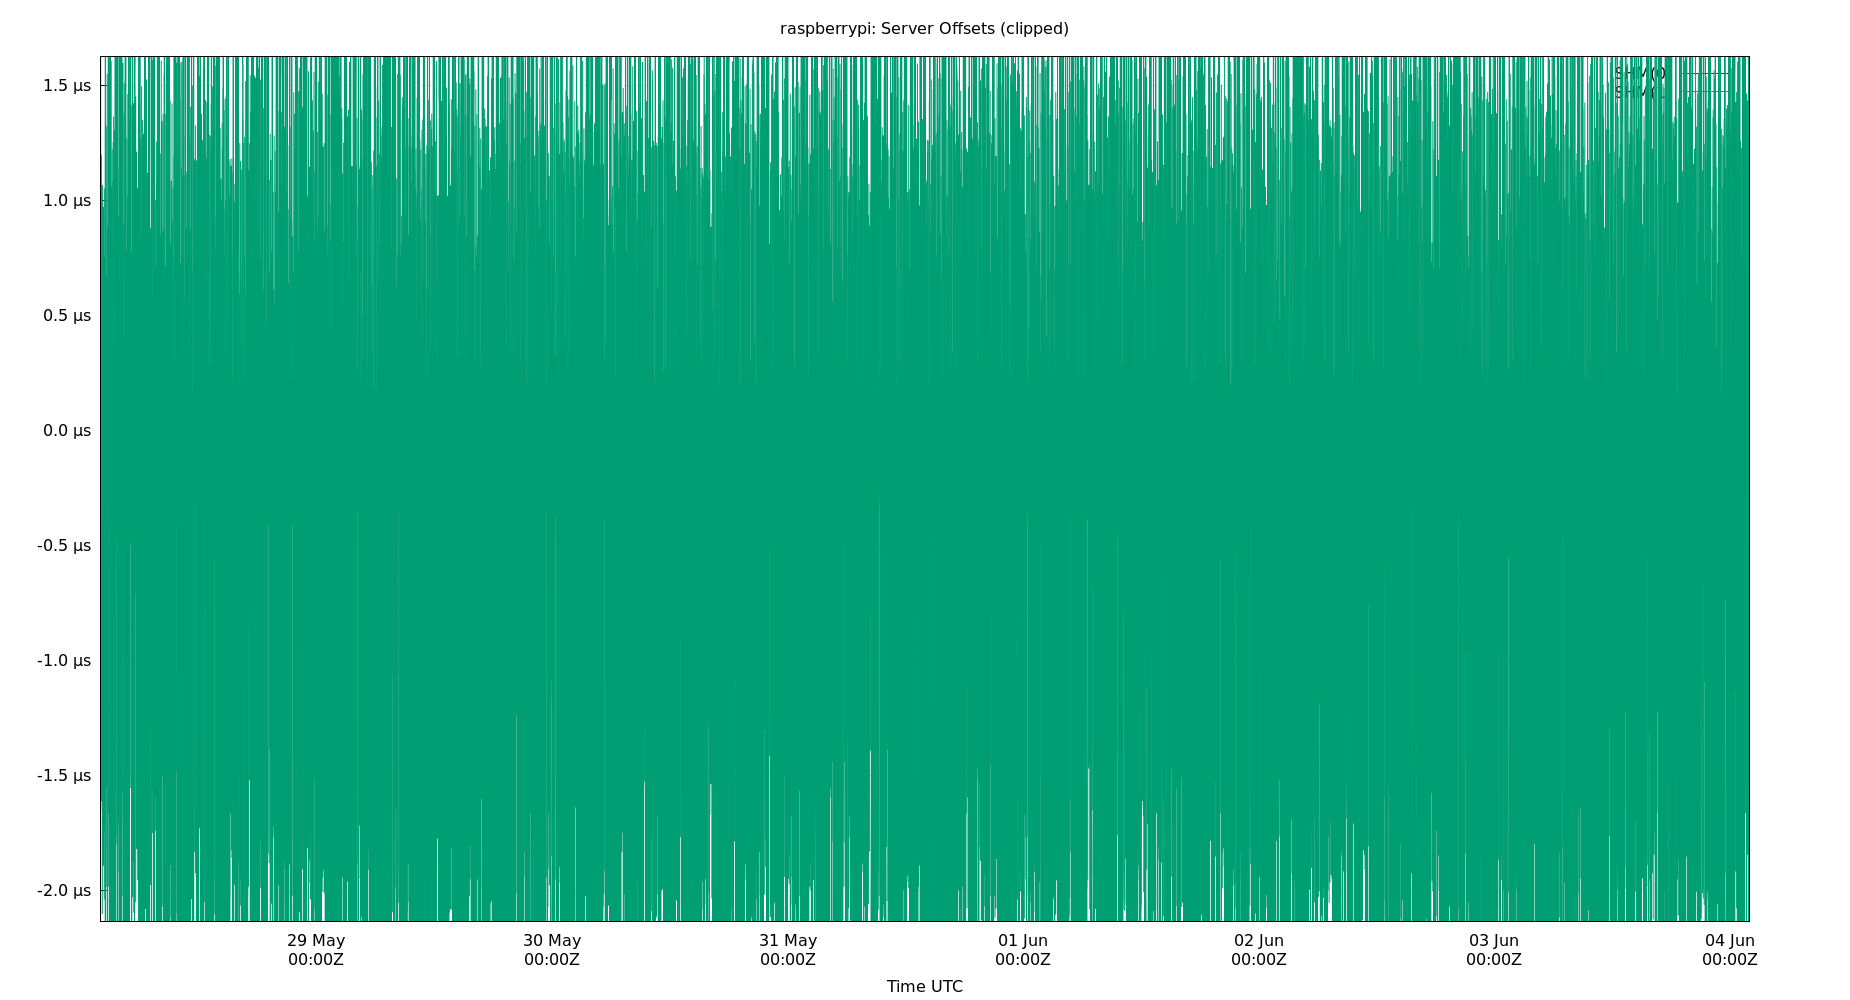 raspberrypi: Server Offsets (clipped)
1.5 µs
1.0 µs
0.5 µs
0.0 µs
-0.5 µs
-1.0 µs
-1.5 µs
-2.0 µs
29 May
00:00Z
30 May
00:00Z
31 May
00:00Z
01 Jun
00:00Z
02 Jun
00:00Z
03 Jun
00:00Z
04 Jun
00:00Z
Time UTC